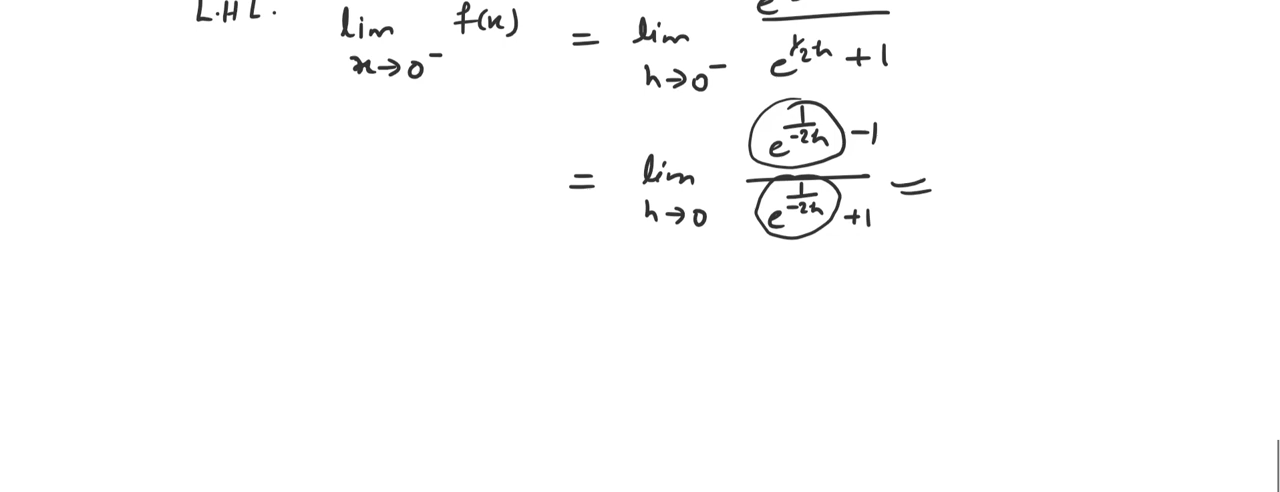 L.H.L. lim x→0⁻ f(x) = lim h→0⁻ e / e^(1/2h) + 1
= lim h→0 e^(1/-2h) - 1 / e^(1/-2h) + 1 =